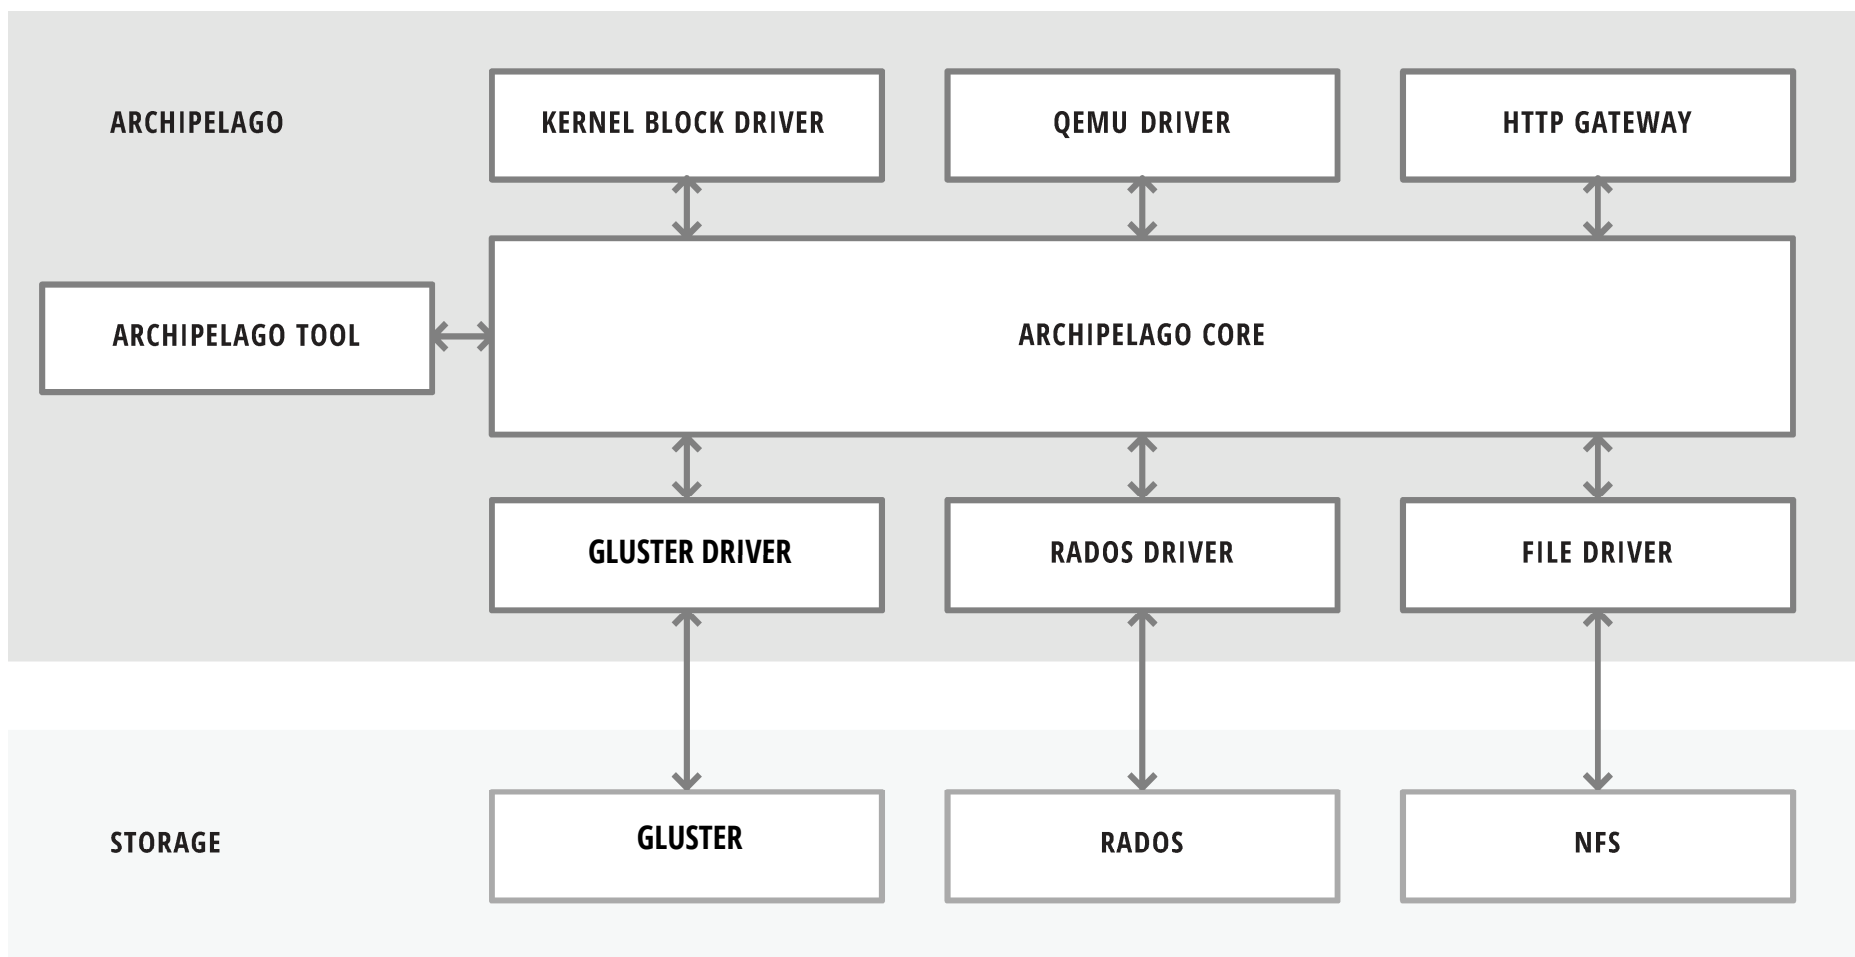 ARCHIPELAGO
KERNEL BLOCK DRIVER
QEMU DRIVER
HTTP GATEWAY
ARCHIPELAGO TOOL
ARCHIPELAGO CORE
GLUSTER DRIVER
RADOS DRIVER
FILE DRIVER
STORAGE
GLUSTER
RADOS
NFS